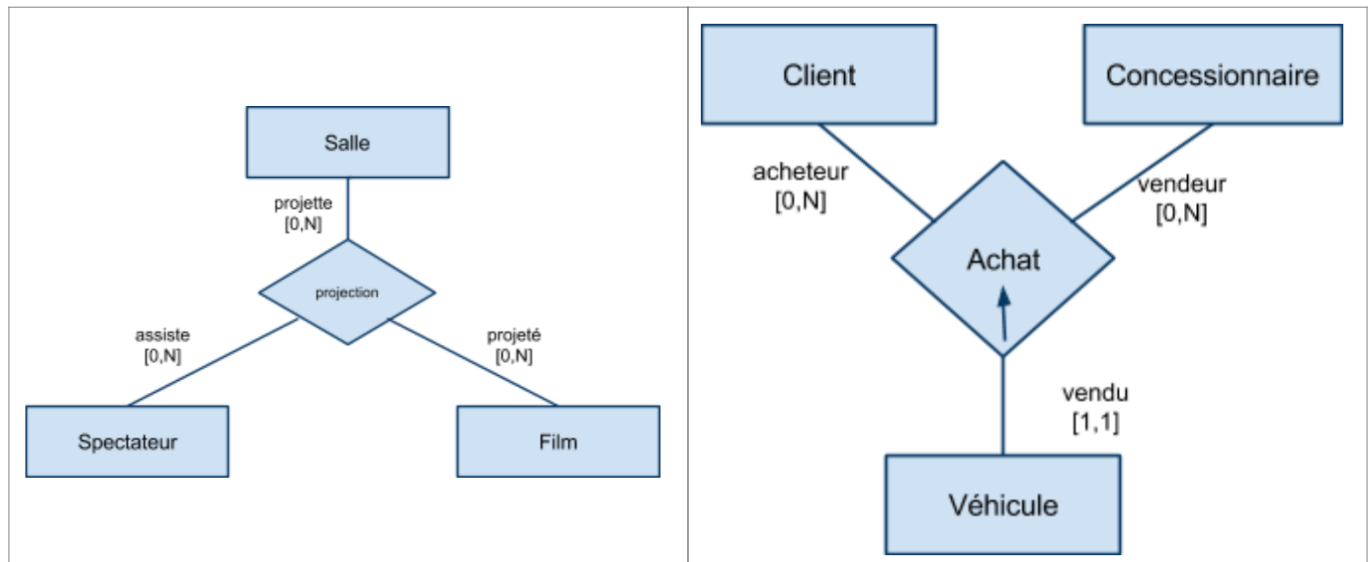 Salle
projette
[0,N]
projection
assiste
[0,N]
projeté
[0,N]
Spectateur
Film
Client
Concessionnaire
acheteur
[0,N]
vendeur
[0,N]
Achat
vendu
[1,1]
Véhicule